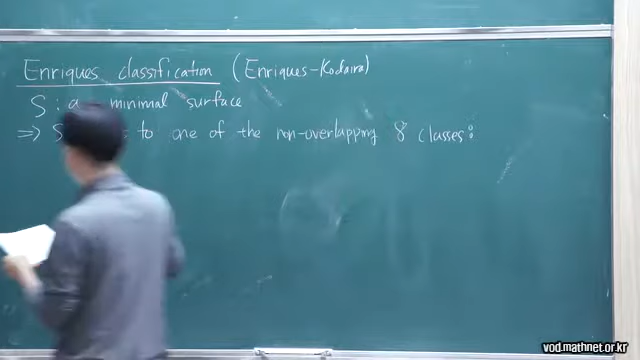 Enriques classification (Enriques-Kodaira)
S: a minimal surface
⇒ S to one of the non-overlapping 8 classes:
vod.mathnet.or.kr